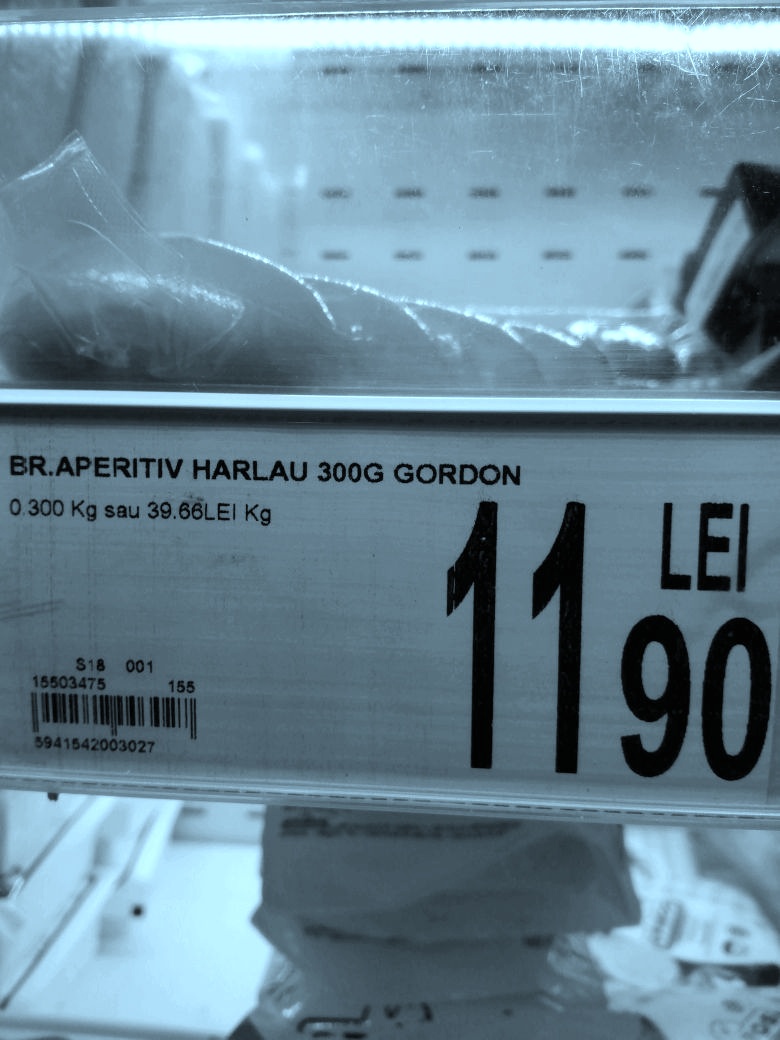 BR.APERITIV HARLAU 300G GORDON
0.300 Kg sau 39.66LEI Kg
11 90 LEI
S18 001
15503475 155
5941542003027